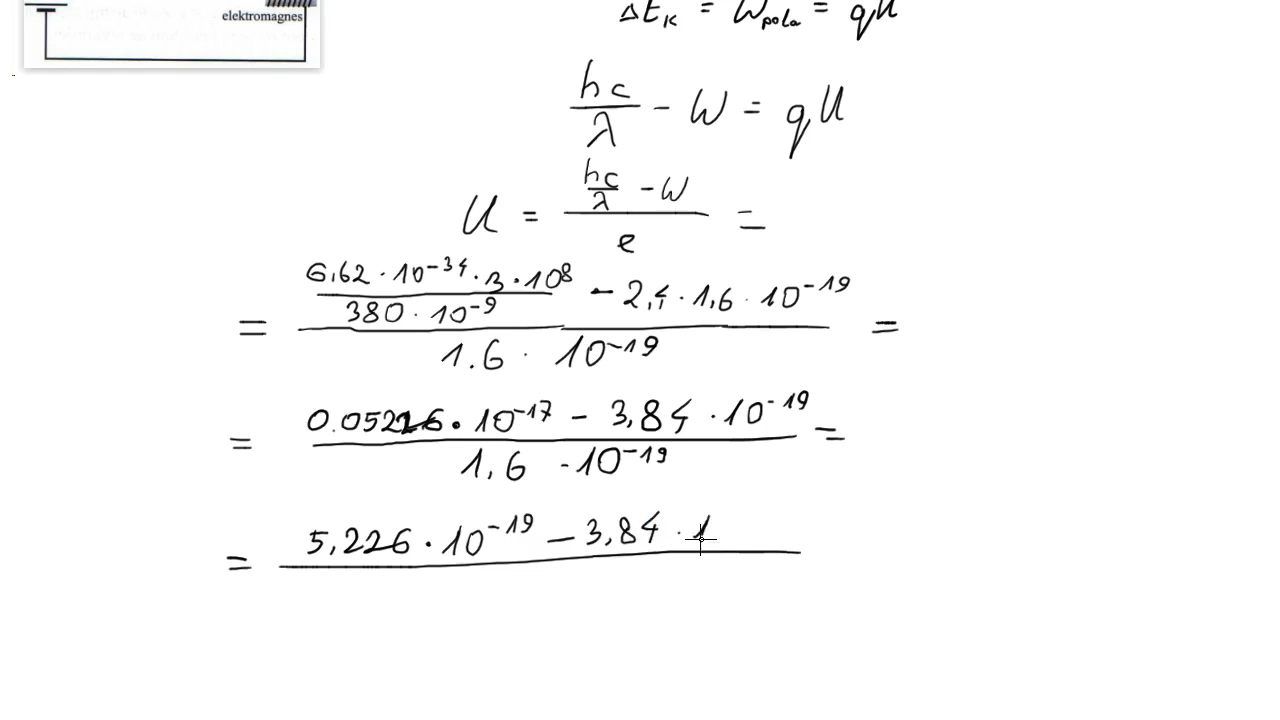 elektromagnes
ΔE_K = W_pola = qU
hc/λ - W = qU
U = (hc/λ - W)/e =
= (6,62 · 10^-34 · 3 · 10^8 / 380 · 10^-9 - 2,4 · 1,6 · 10^-19)/(1.6 · 10^-19) =
= (0.05226 · 10^-17 - 3,84 · 10^-19)/(1,6 · 10^-19) =
= 5,226 · 10^-19 - 3,84 · 1